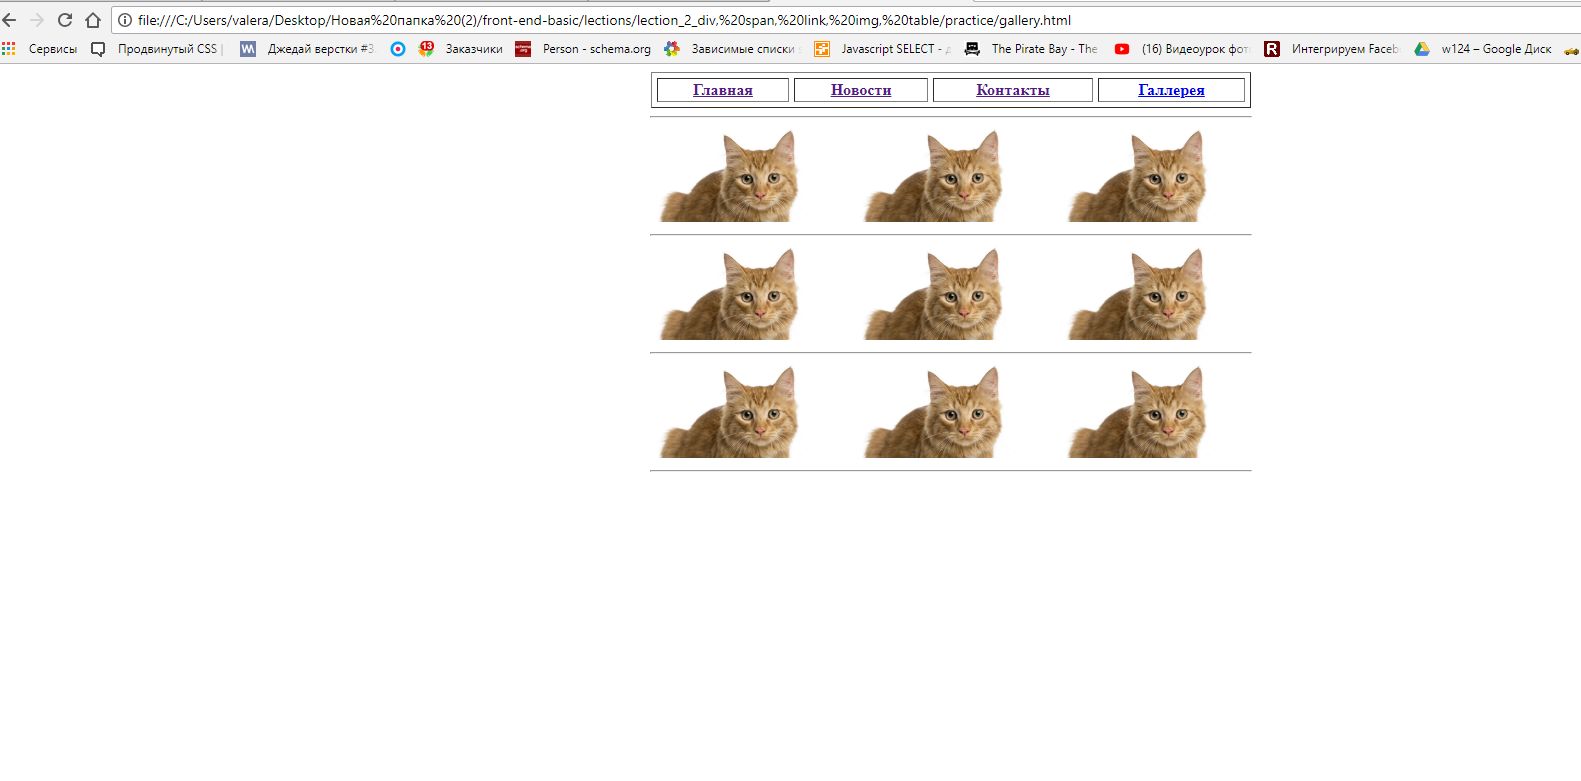 file:///C:/Users/valera/Desktop/Новая%20папка%20(2)/front-end-basic/lections/lection_2_div,%20span,%20link,%20img,%20table/practice/gallery.html
Сервисы Продвинутый CSS | Джедай верстки #3 13 Заказчики schema.org Person - schema.org Зависимые списки Javascript SELECT - The Pirate Bay - The (16) Видеоурок фот R Интегрируем Faceb w124 – Google Диск
Главная Новости Контакты Галлерея